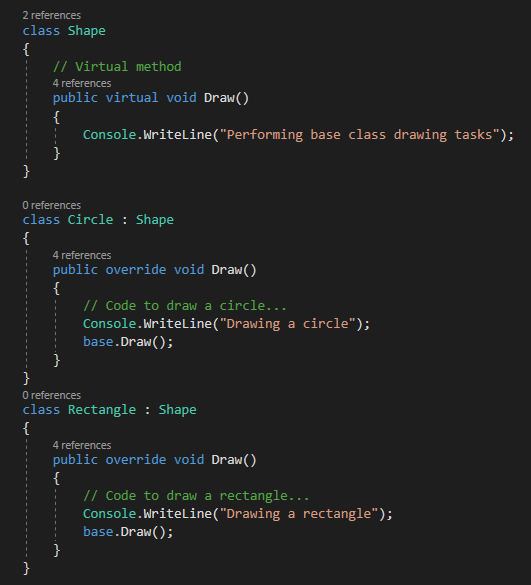 2 references
class Shape
{
// Virtual method
4 references
public virtual void Draw()
{
Console.WriteLine("Performing base class drawing tasks");
}
}
0 references
class Circle : Shape
{
4 references
public override void Draw()
{
// Code to draw a circle...
Console.WriteLine("Drawing a circle");
base.Draw();
}
}
0 references
class Rectangle : Shape
{
4 references
public override void Draw()
{
// Code to draw a rectangle...
Console.WriteLine("Drawing a rectangle");
base.Draw();
}
}